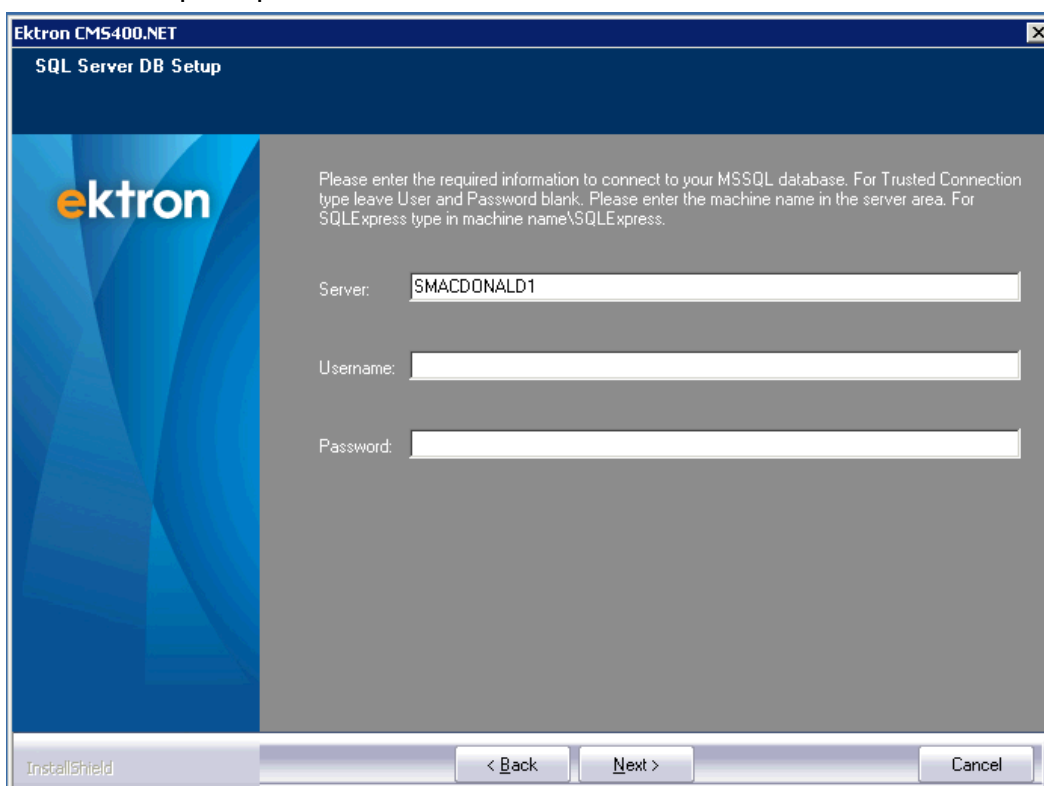 Ektron CMS400.NET
SQL Server DB Setup
ektron
Please enter the required information to connect to your MSSQL database. For Trusted Connection
type leave User and Password blank. Please enter the machine name in the server area. For
SQLExpress type in machine name\SQLExpress.
Server:
SMACDONALD1
Username:
Password:
InstallShield
< Back
Next >
Cancel